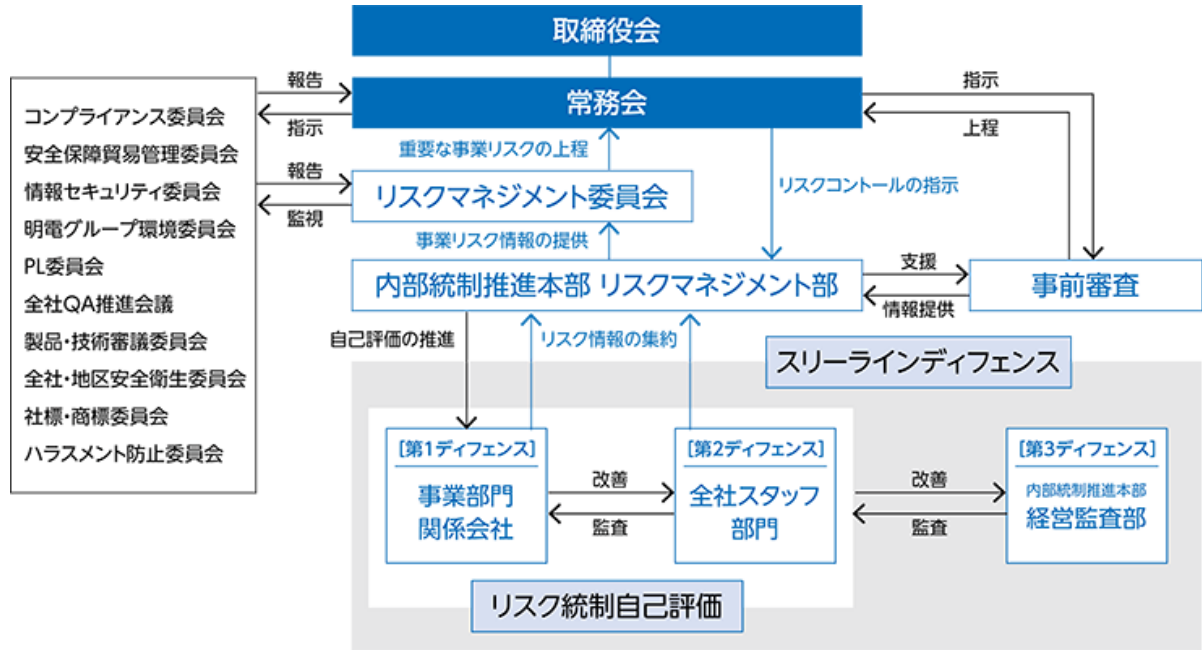 取締役会
常務会
報告
指示
指示
上程
コンプライアンス委員会
安全保障貿易管理委員会
情報セキュリティ委員会
明電グループ環境委員会
PL委員会
全社QA推進会議
製品・技術審議委員会
全社・地区安全衛生委員会
社標・商標委員会
ハラスメント防止委員会
重要な事業リスクの上程
報告
監視
リスクマネジメント委員会
リスクコントールの指示
事業リスク情報の提供
内部統制推進本部 リスクマネジメント部
支援
情報提供
事前審査
自己評価の推進
リスク情報の集約
スリーラインディフェンス
[第1ディフェンス]
事業部門
関係会社
改善
監査
[第2ディフェンス]
全社スタッフ
部門
改善
監査
[第3ディフェンス]
内部統制推進本部
経営監査部
リスク統制自己評価